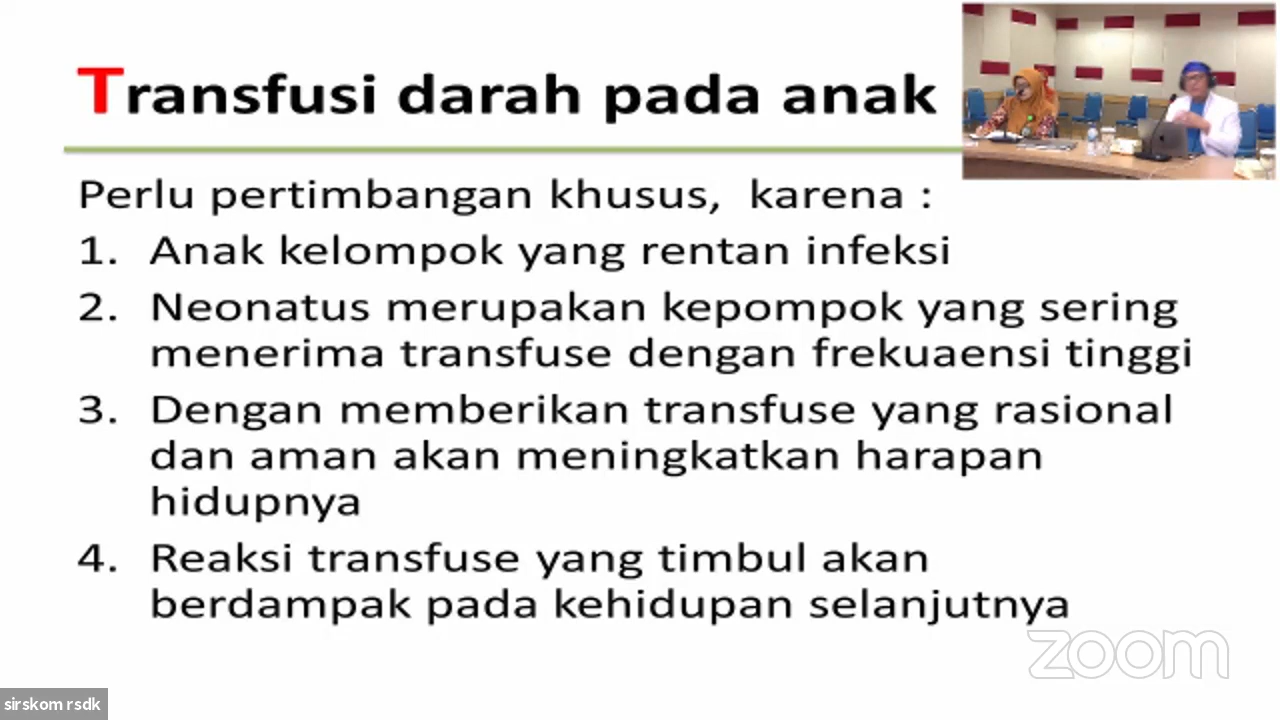 Transfusi darah pada anak
Perlu pertimbangan khusus, karena :
1. Anak kelompok yang rentan infeksi
2. Neonatus merupakan kepompok yang sering
menerima transfuse dengan frekuaensi tinggi
3. Dengan memberikan transfuse yang rasional
dan aman akan meningkatkan harapan
hidupnya
4. Reaksi transfuse yang timbul akan
berdampak pada kehidupan selanjutnya
zoom
sirskom rsdk